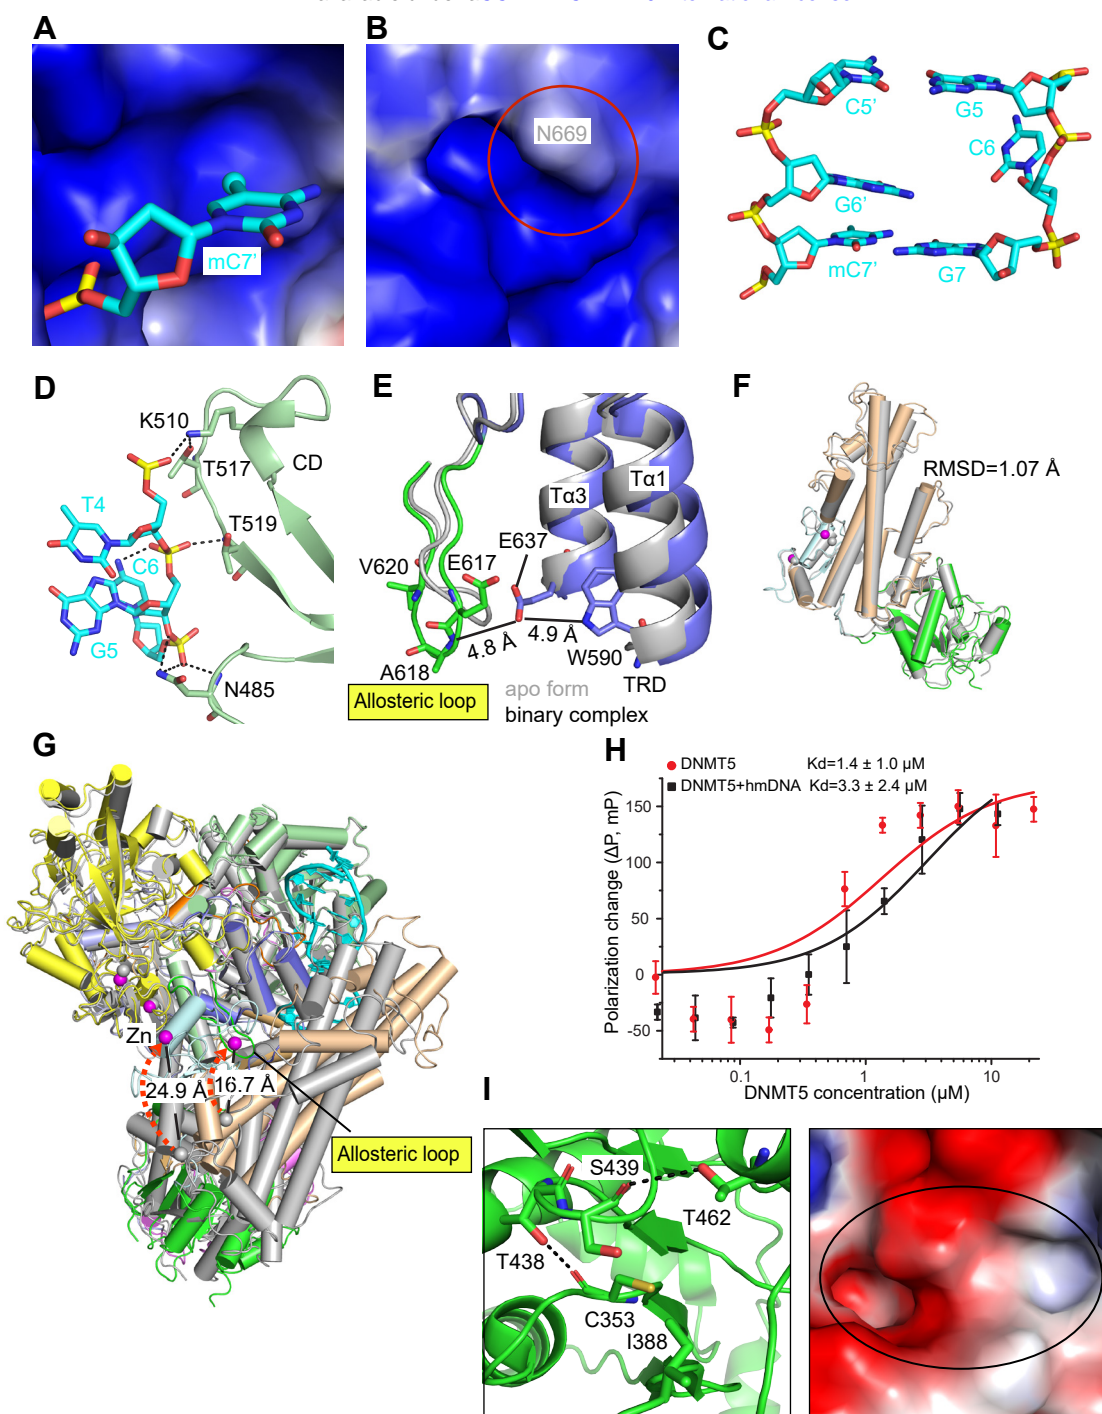 A
B
C
N669
mC7'
C5'
G5
C6
G6'
mC7'
G7
D
E
F
K510
T517
CD
T4
T519
C6
G5
N485
Tα3
Tα1
E637
V620
E617
4.8 Å
4.9 Å
W590
A618
TRD
Allosteric loop
apo form
binary complex
RMSD=1.07 Å
G
Zn
24.9 Å
16.7 Å
Allosteric loop
H
DNMT5 Kd=1.4 ± 1.0 µM
DNMT5+hmDNA Kd=3.3 ± 2.4 µM
Polarization change (ΔP, mP)
150
100
50
0
-50
0.1
1
10
DNMT5 concentration (µM)
I
S439
T462
T438
C353
I388